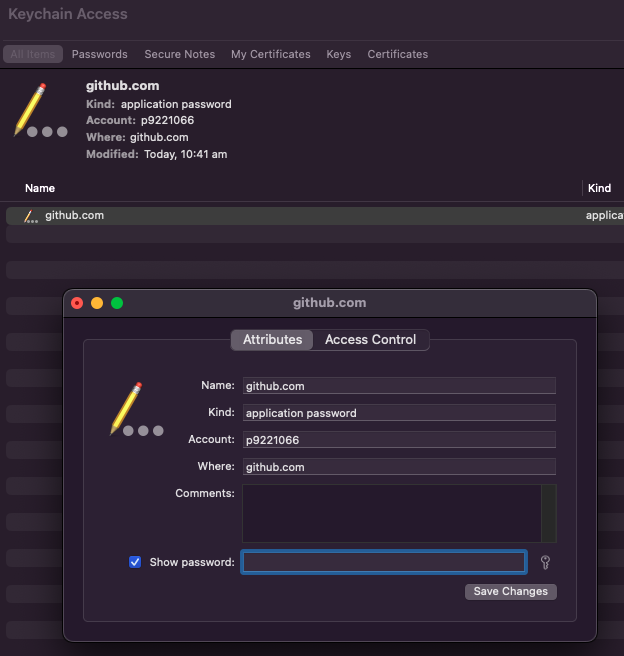 Keychain Access
All Items Passwords Secure Notes My Certificates Keys Certificates
github.com
Kind: application password
Account: p9221066
Where: github.com
Modified: Today, 10:41 am
Name Kind
github.com applica
github.com
Attributes Access Control
Name: github.com
Kind: application password
Account: p9221066
Where: github.com
Comments:
Show password:
Save Changes